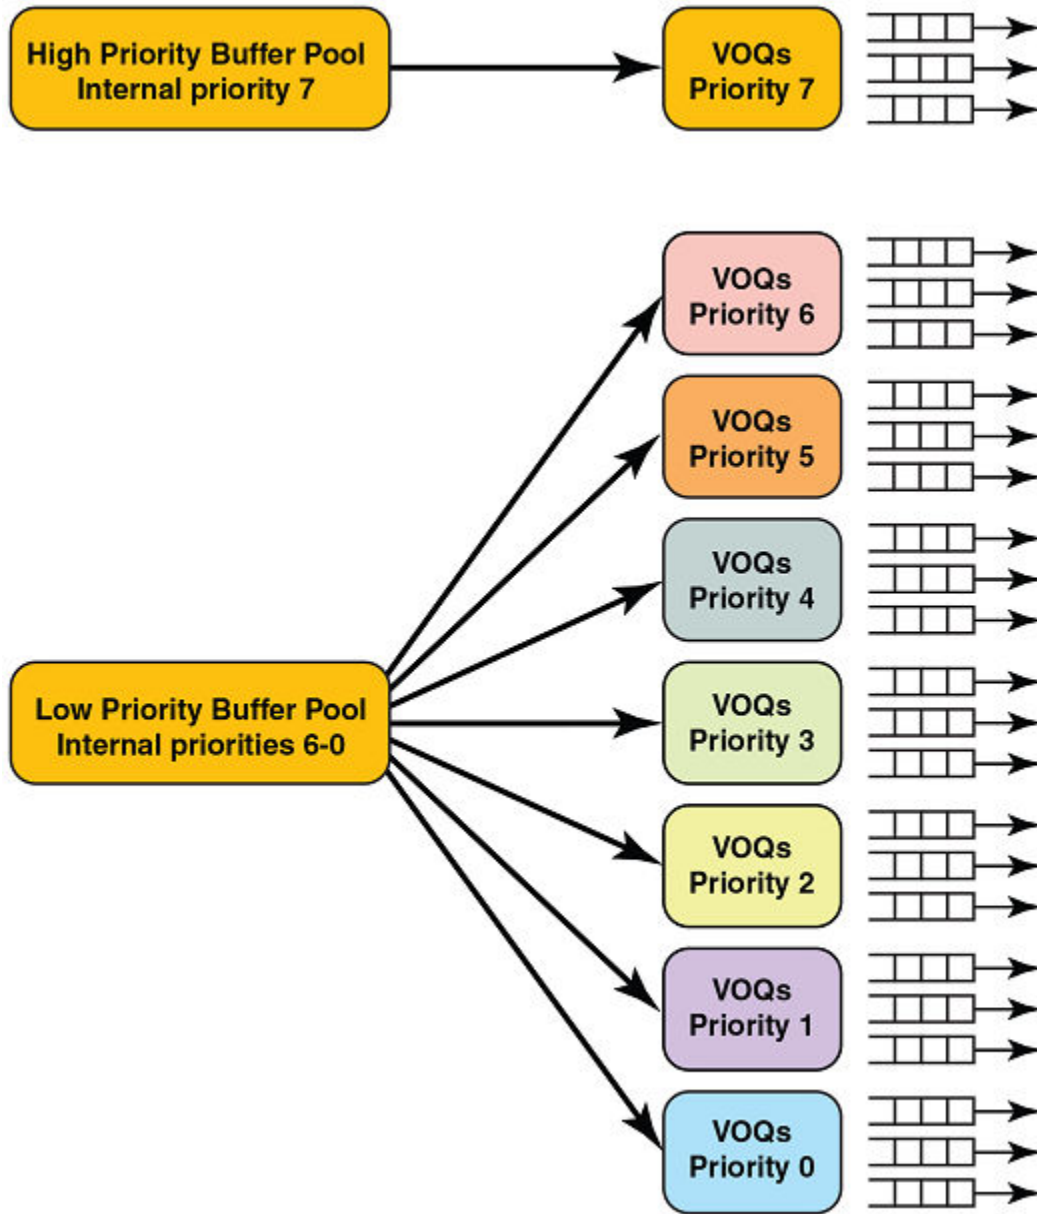 High Priority Buffer Pool
Internal priority 7
VOQs
Priority 7
VOQs
Priority 6
VOQs
Priority 5
VOQs
Priority 4
Low Priority Buffer Pool
Internal priorities 6-0
VOQs
Priority 3
VOQs
Priority 2
VOQs
Priority 1
VOQs
Priority 0